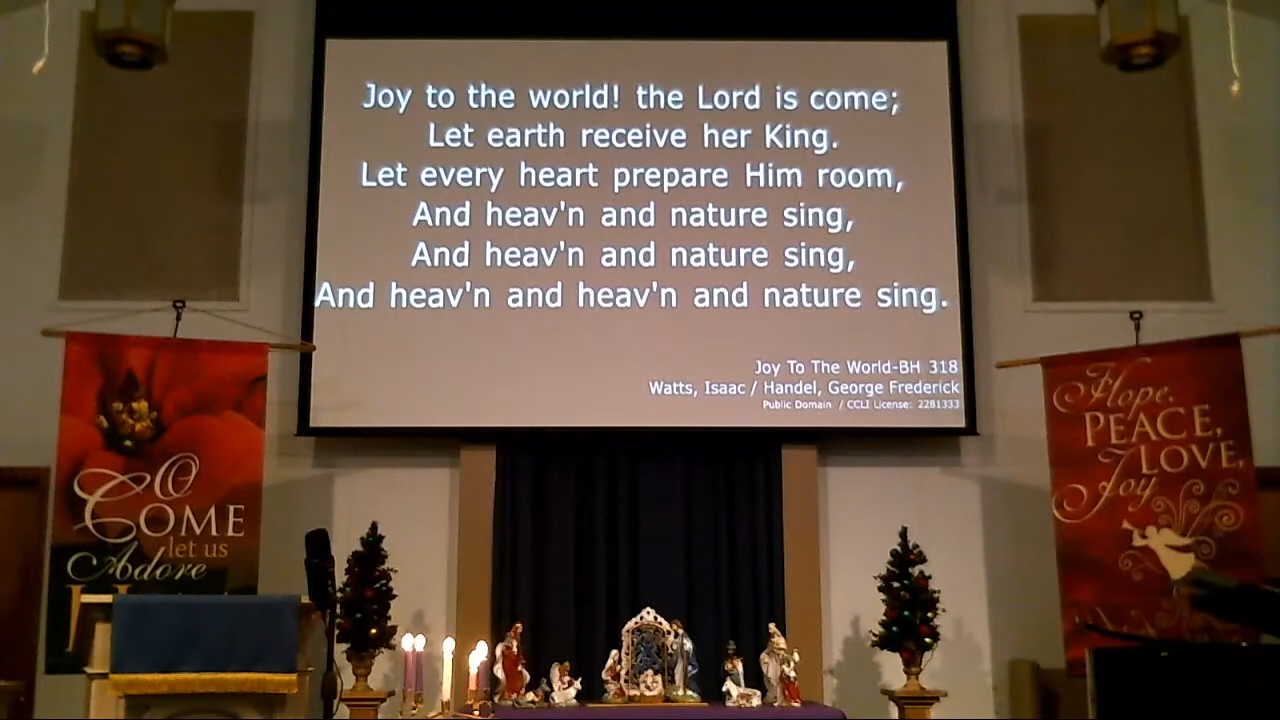 Joy to the world! the Lord is come;
Let earth receive her King.
Let every heart prepare Him room,
And heav'n and nature sing,
And heav'n and nature sing,
And heav'n and heav'n and nature sing.
Joy To The World-BH 318
Watts, Isaac / Handel, George Frederick
Public Domain / CCLI License: 2281333
O
COME
let us
Adore
Hope,
PEACE,
LOVE,
Joy